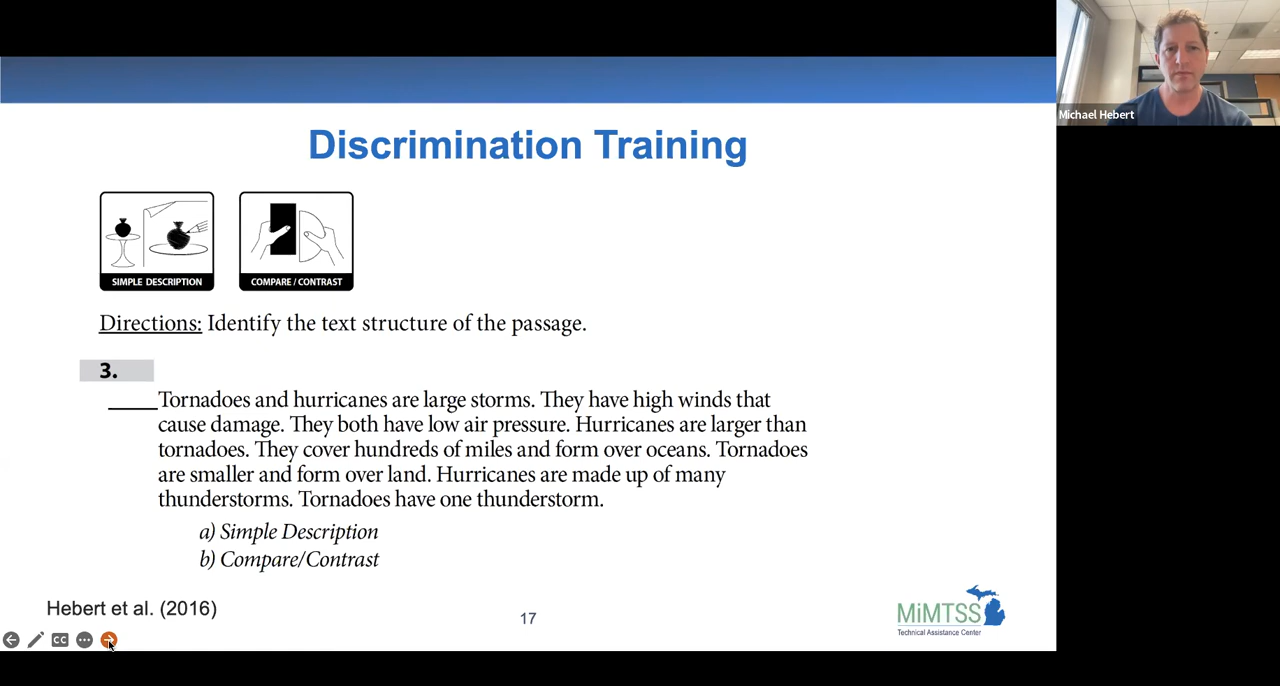 Michael Hebert
Discrimination Training
SIMPLE DESCRIPTION
COMPARE / CONTRAST
Directions: Identify the text structure of the passage.
3.
_____Tornadoes and hurricanes are large storms. They have high winds that
cause damage. They both have low air pressure. Hurricanes are larger than
tornadoes. They cover hundreds of miles and form over oceans. Tornadoes
are smaller and form over land. Hurricanes are made up of many
thunderstorms. Tornadoes have one thunderstorm.
a) Simple Description
b) Compare/Contrast
Hebert et al. (2016)
17
MiMTSS
Technical Assistance Center
CC